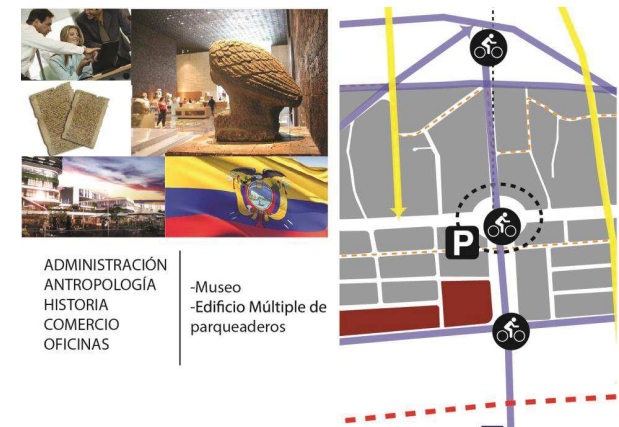 ADMINISTRACIÓN
ANTROPOLOGÍA
HISTORIA
COMERCIO
OFICINAS
-Museo
-Edificio Múltiple de
parqueaderos
P